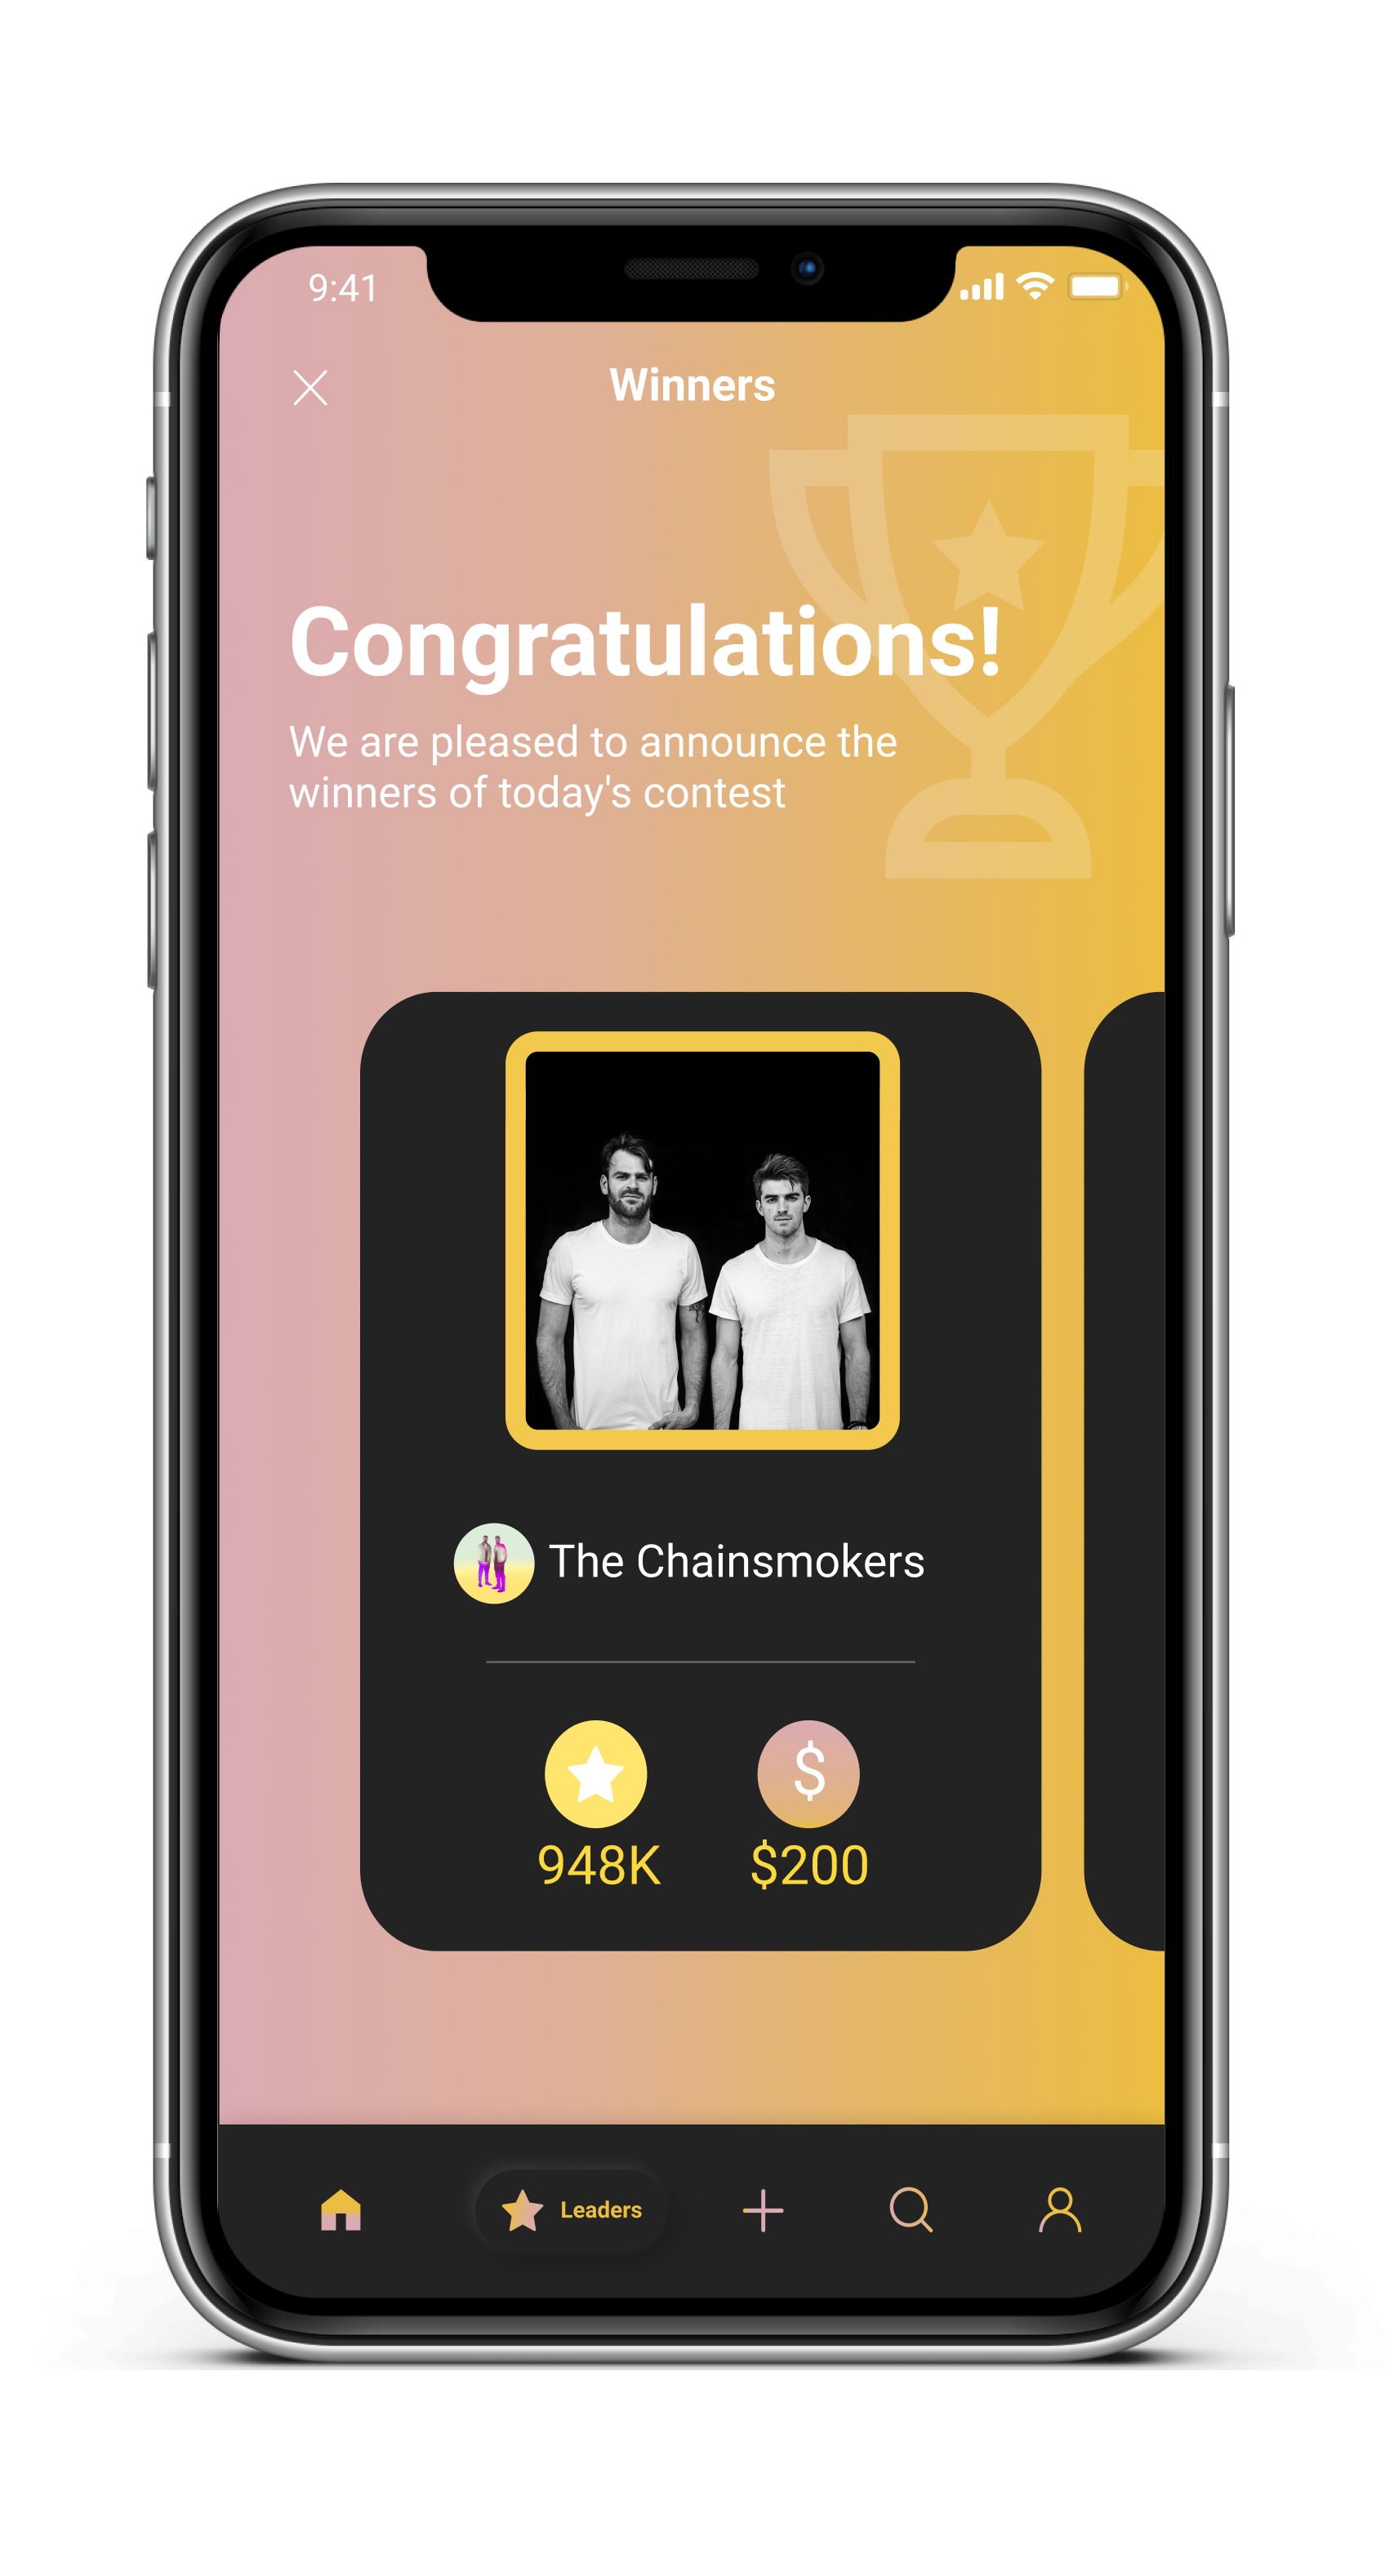 9:41
Winners
Congratulations!
We are pleased to announce the
winners of today's contest
The Chainsmokers
$
948K
$200
Leaders